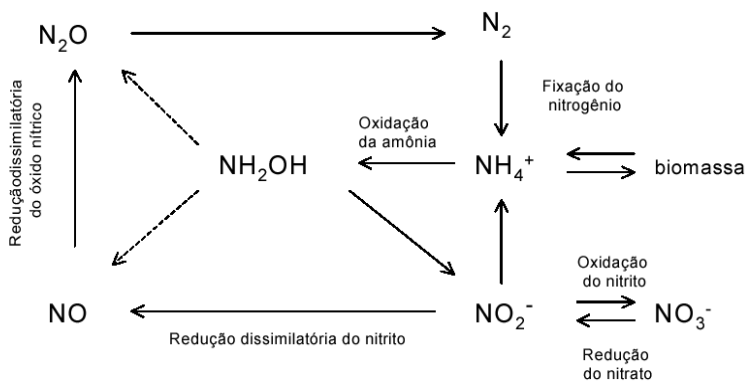 N₂O
N₂
Fixação do
nitrogênio
Reduçãodissimilatória
do óxido nítrico
Oxidação
da amônia
NH₂OH
NH₄⁺
biomassa
Oxidação
do nitrito
NO
NO₂⁻
NO₃⁻
Redução dissimilatória do nitrito
Redução
do nitrato